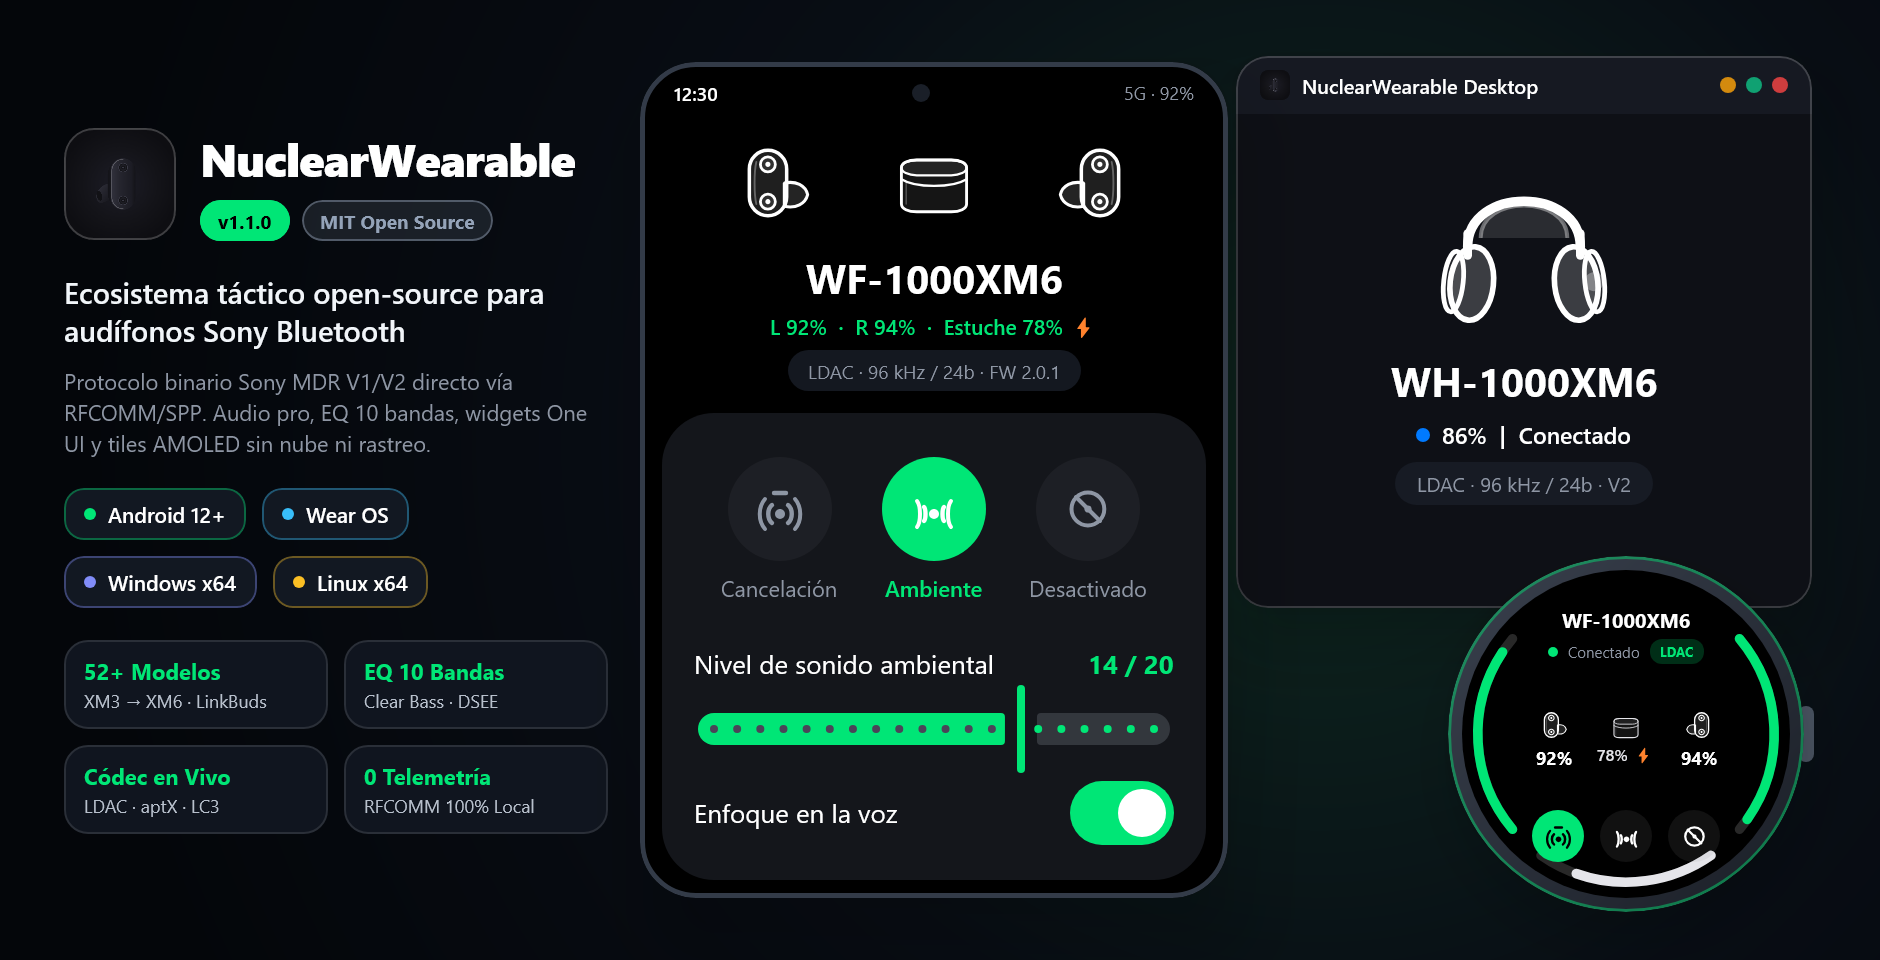 NuclearWearable
v1.1.0
MIT Open Source
Ecosistema táctico open-source para
audífonos Sony Bluetooth
Protocolo binario Sony MDR V1/V2 directo vía
RFCOMM/SPP. Audio pro, EQ 10 bandas, widgets One
UI y tiles AMOLED sin nube ni rastreo.
Android 12+
Wear OS
Windows x64
Linux x64
52+ Modelos
XM3 → XM6 · LinkBuds
EQ 10 Bandas
Clear Bass · DSEE
Códec en Vivo
LDAC · aptX · LC3
0 Telemetría
RFCOMM 100% Local
12:30
5G · 92%
WF-1000XM6
L 92% · R 94% · Estuche 78%
LDAC · 96 kHz / 24b · FW 2.0.1
Cancelación
Ambiente
Desactivado
Nivel de sonido ambiental
14 / 20
Enfoque en la voz
NuclearWearable Desktop
WH-1000XM6
86% | Conectado
LDAC · 96 kHz / 24b · V2
WF-1000XM6
Conectado
LDAC
92%
78%
94%